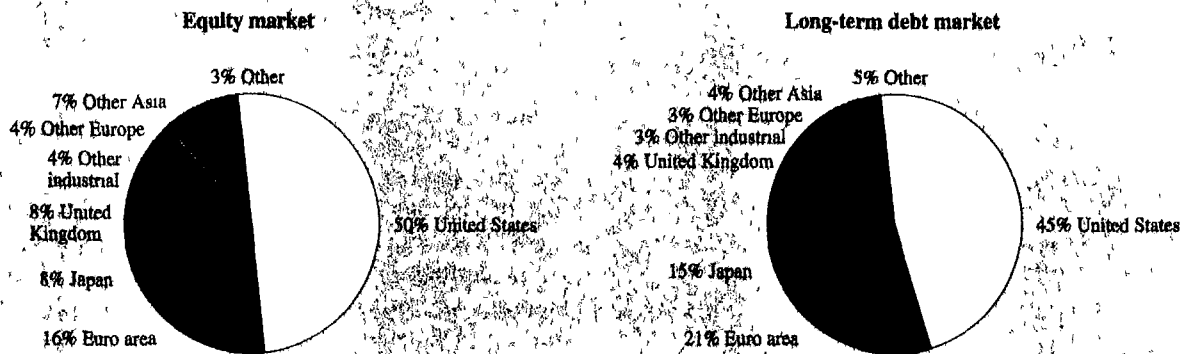 Equity market
3% Other
7% Other Asia
4% Other Europe
4% Other
industrial
8% United
Kingdom
8% Japan
16% Euro area
50% United States
Long-term debt market
5% Other
4% Other Asia
3% Other Europe
3% Other industrial
4% United Kingdom
15% Japan
21% Euro area
45% United States